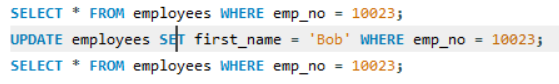 SELECT * FROM employees WHERE emp_no = 10023;
UPDATE employees SET first_name = 'Bob' WHERE emp_no = 10023;
SELECT * FROM employees WHERE emp_no = 10023;